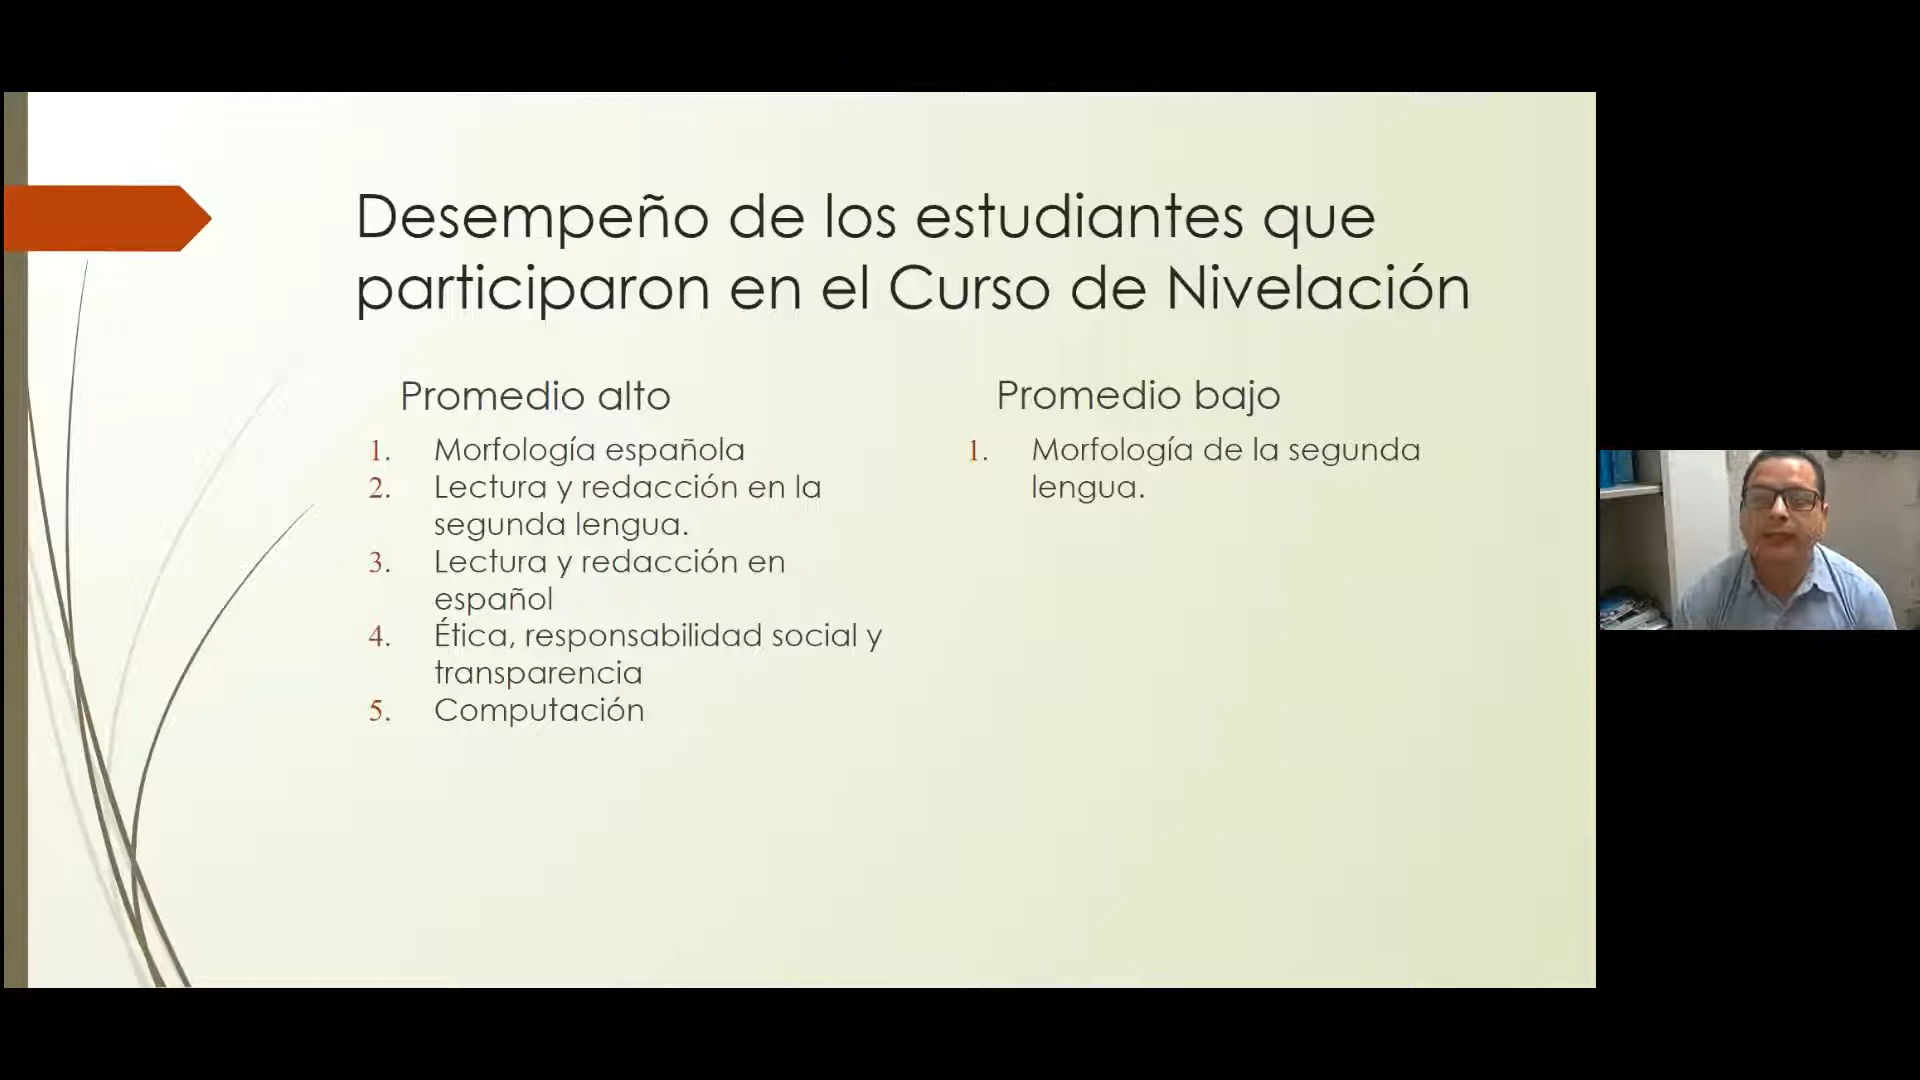 Desempeño de los estudiantes que
participaron en el Curso de Nivelación
Promedio alto
1. Morfología española
2. Lectura y redacción en la
segunda lengua.
3. Lectura y redacción en
español
4. Ética, responsabilidad social y
transparencia
5. Computación
Promedio bajo
1. Morfología de la segunda
lengua.